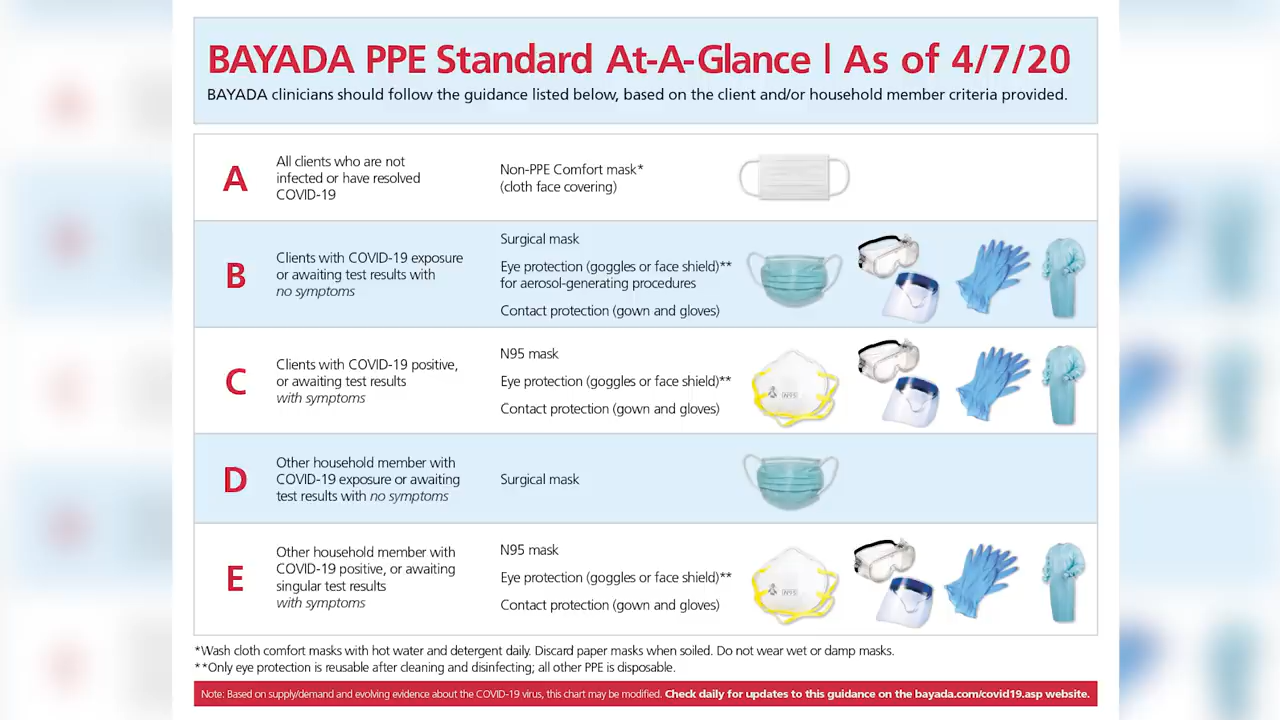 BAYADA PPE Standard At-A-Glance | As of 4/7/20
BAYADA clinicians should follow the guidance listed below, based on the client and/or household member criteria provided.
A
All clients who are not
infected or have resolved
COVID-19
Non-PPE Comfort mask*
(cloth face covering)
B
Clients with COVID-19 exposure
or awaiting test results with
no symptoms
Surgical mask
Eye protection (goggles or face shield)**
for aerosol-generating procedures
Contact protection (gown and gloves)
C
Clients with COVID-19 positive,
or awaiting test results
with symptoms
N95 mask
Eye protection (goggles or face shield)**
Contact protection (gown and gloves)
D
Other household member with
COVID-19 exposure or awaiting
test results with no symptoms
Surgical mask
E
Other household member with
COVID-19 positive, or awaiting
singular test results
with symptoms
N95 mask
Eye protection (goggles or face shield)**
Contact protection (gown and gloves)
*Wash cloth comfort masks with hot water and detergent daily. Discard paper masks when soiled. Do not wear wet or damp masks.
**Only eye protection is reusable after cleaning and disinfecting; all other PPE is disposable.
Note: Based on supply/demand and evolving evidence about the COVID-19 virus, this chart may be modified. Check daily for updates to this guidance on the bayada.com/covid19.asp website.